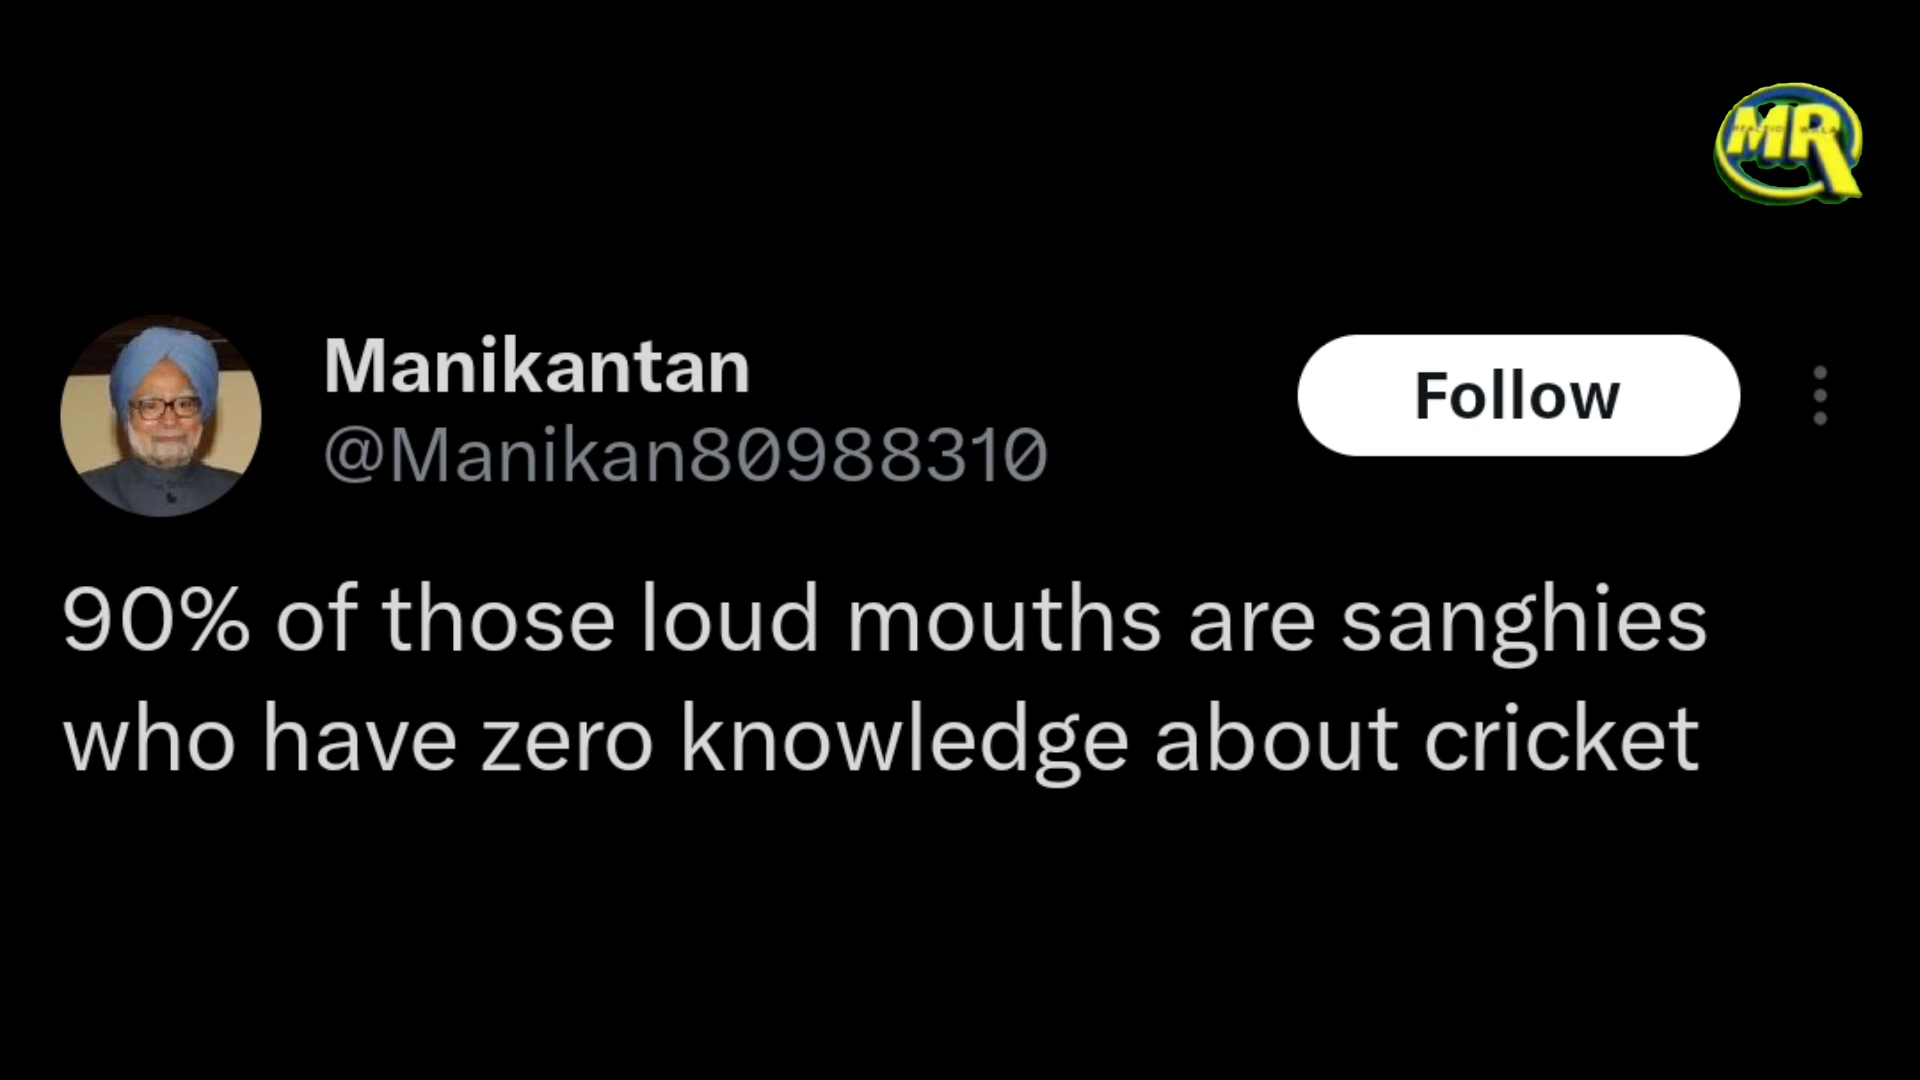 MR
Manikantan
@Manikan80988310
Follow
90% of those loud mouths are sanghies
who have zero knowledge about cricket